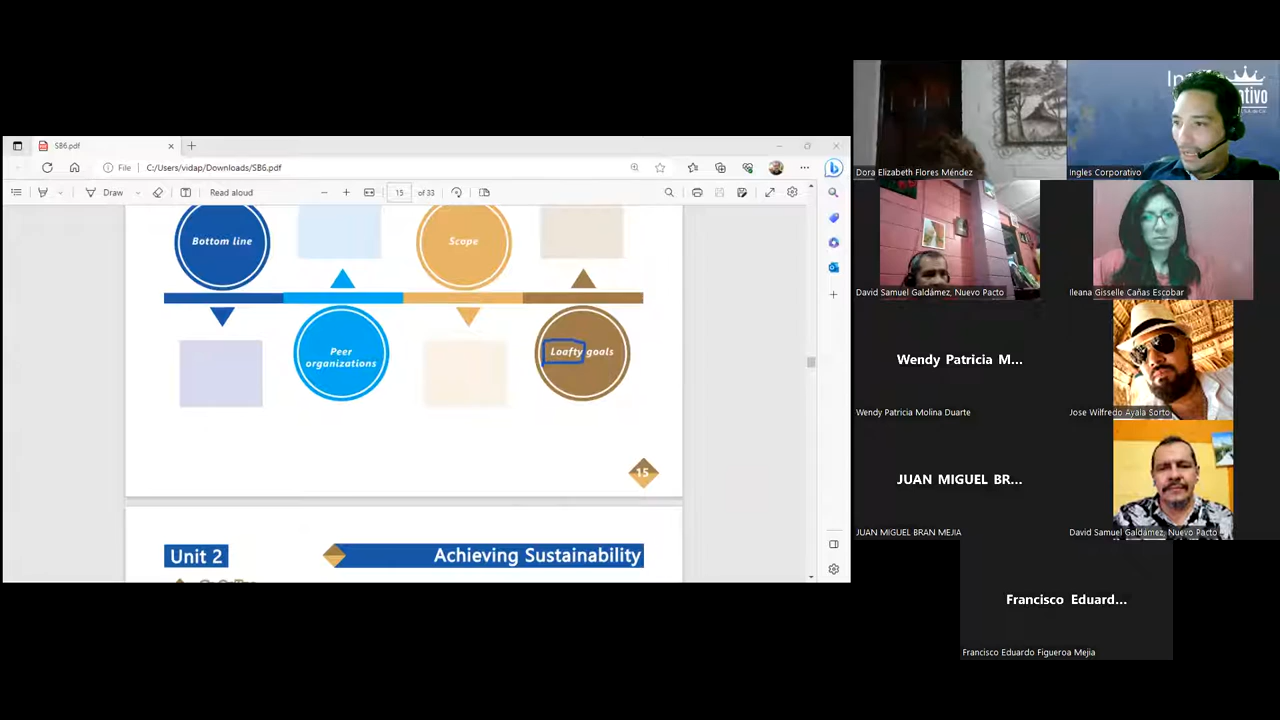 SB6.pdf
File
C:/Users/vidap/Downloads/SB6.pdf
Draw
Read aloud
15
of 33
Bottom line
Scope
Peer
organizations
Loafty goals
15
Unit 2
Achieving Sustainability
Dora Elizabeth Flores Méndez
Ingles Corporativo
David Samuel Galdámez, Nuevo Pacto
Ileana Gisselle Cañas Escobar
Wendy Patricia M...
Wendy Patricia Molina Duarte
Jose Wilfredo Ayala Sorto
JUAN MIGUEL BR...
JUAN MIGUEL BRAN MEJIA
David Samuel Galdámez, Nuevo Pacto
Francisco Eduard...
Francisco Eduardo Figueroa Mejia